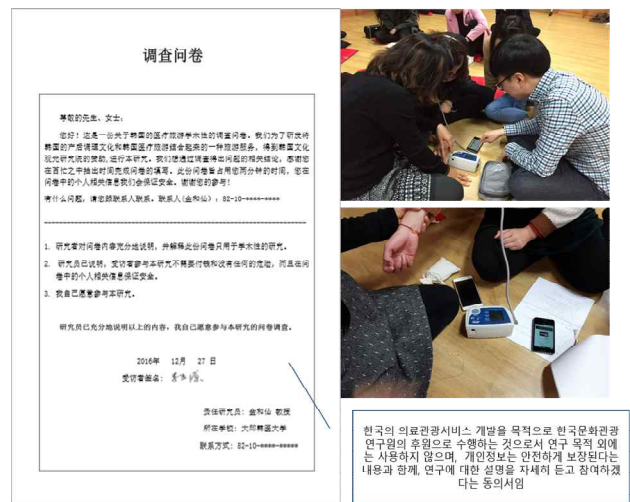 调查问卷
尊敬的先生、女士:
您好!这是一份关于韩国的医疗旅游学术性的调查问卷。我们为了研发将
韩国的产后调理文化和韩国医疗旅游结合起来的一种旅游服务,得到韩国文化
观光研究院的赞助,进行本研究。我们想通过调查得出问题的相关结论,感谢您
在百忙之中抽出时间完成问卷的填写。此份问卷旨占用您两分钟的时间,您在
问卷中的个人相关信息我们会保证安全。谢谢您的参与!
有什么问题,请您跟联系人联系。联系人(金和仙):82-10-****-****
1. 研究者对问卷内容充分地说明,并解释此份问卷只用于学术性的研究。
2. 研究员已说明,受访者参与本研究不需要付钱和没有任何的危险,而且在问
卷中的个人相关信息保证安全。
3. 我自己愿意参与本研究。
研究员已充分地说明以上的内容,我自己愿意参与本研究的问卷调查。
2016年 12月 27日
受访者签名:
责任研究员:金和仙 教授
所在学校:大邱韩医大学
联系方式:82-10-****-*****
한국의 의료관광서비스 개발을 목적으로 한국문화관광
연구원의 후원으로 수행하는 것으로서 연구 목적 외에
는 사용하지 않으며, 개인정보는 안전하게 보장된다는
내용과 함께, 연구에 대한 설명을 자세히 듣고 참여하겠
다는 동의서임